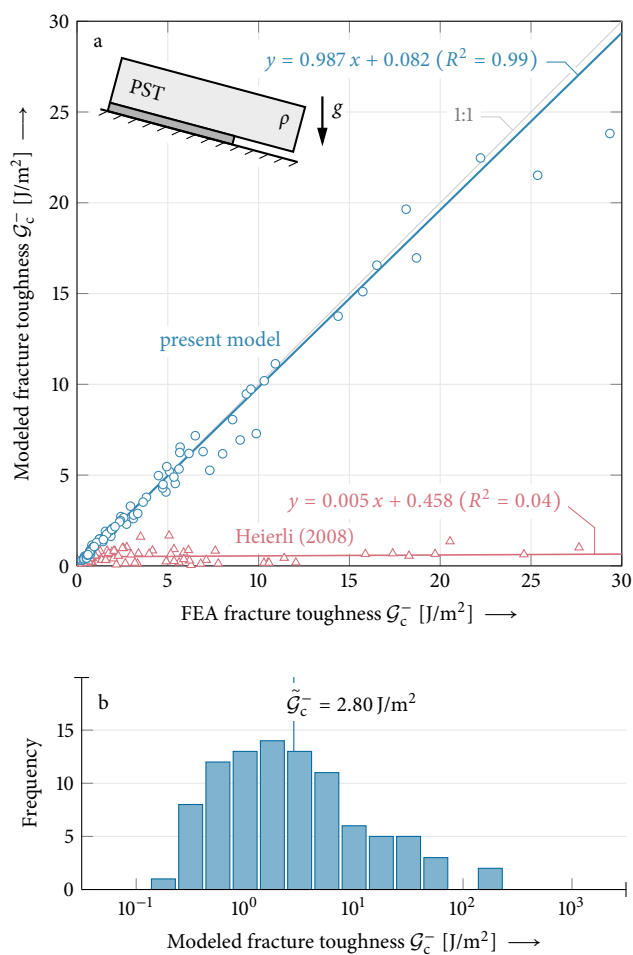 a
PST
ρ
g
y = 0.987 x + 0.082 (R² = 0.99)
1:1
present model
y = 0.005 x + 0.458 (R² = 0.04)
Heierli (2008)
30
25
20
15
10
5
0
0 5 10 15 20 25 30
Modeled fracture toughness 𝒢c⁻ [J/m²] ⟶
FEA fracture toughness 𝒢c⁻ [J/m²] ⟶
b
𝒢̃c⁻ = 2.80 J/m²
15
10
5
0
Frequency
10⁻¹ 10⁰ 10¹ 10² 10³
Modeled fracture toughness 𝒢c⁻ [J/m²] ⟶